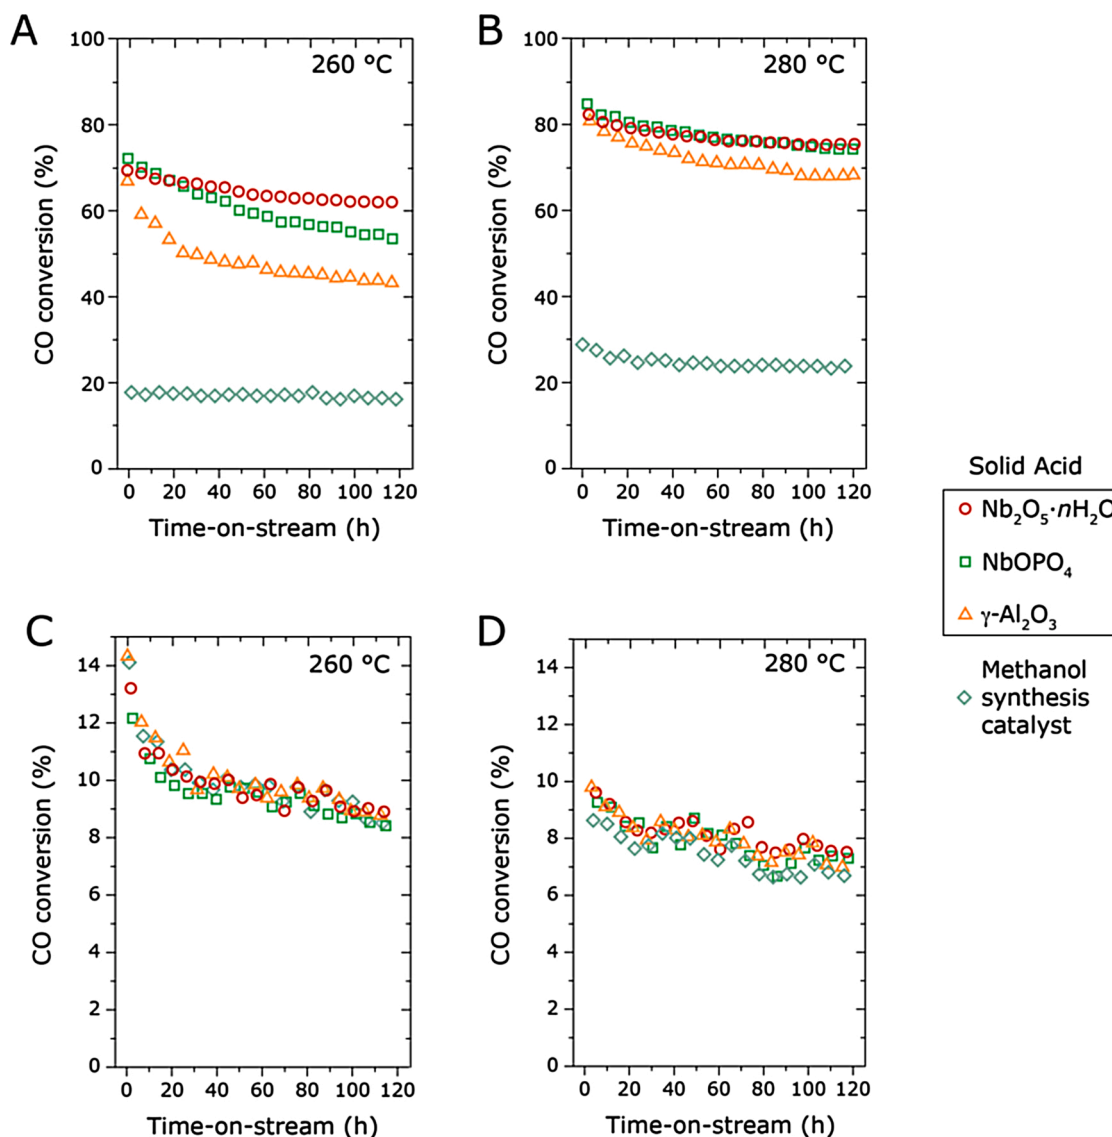 A
260 °C
CO conversion (%)
100
80
60
40
20
0
0 20 40 60 80 100 120
Time-on-stream (h)
B
280 °C
CO conversion (%)
100
80
60
40
20
0
0 20 40 60 80 100 120
Time-on-stream (h)
Solid Acid
Nb₂O₅·nH₂O
NbOPO₄
γ-Al₂O₃
Methanol
synthesis
catalyst
C
260 °C
CO conversion (%)
14
12
10
8
6
4
2
0
0 20 40 60 80 100 120
Time-on-stream (h)
D
280 °C
CO conversion (%)
14
12
10
8
6
4
2
0
0 20 40 60 80 100 120
Time-on-stream (h)